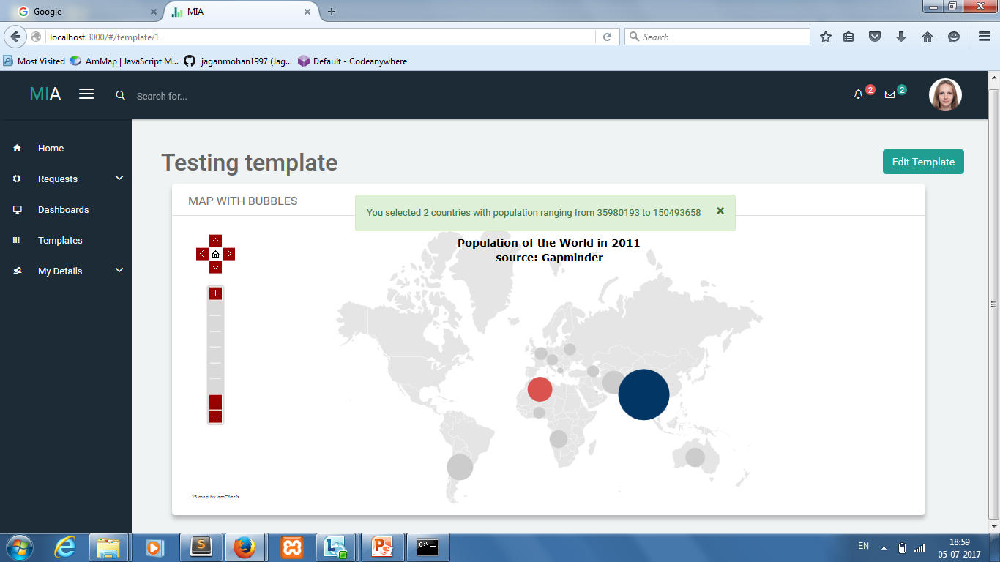 Google
MIA
localhost:3000/#/template/1
Search
Most Visited
AmMap | JavaScript M...
jaganmohan1997 (Jag...
Default - Codeanywhere
MIA
Search for...
2
2
Home
Requests
Dashboards
Templates
My Details
Testing template
Edit Template
MAP WITH BUBBLES
You selected 2 countries with population ranging from 35980193 to 150493658
Population of the World in 2011
source: Gapminder
JS map by amCharts
EN
18:59
05-07-2017